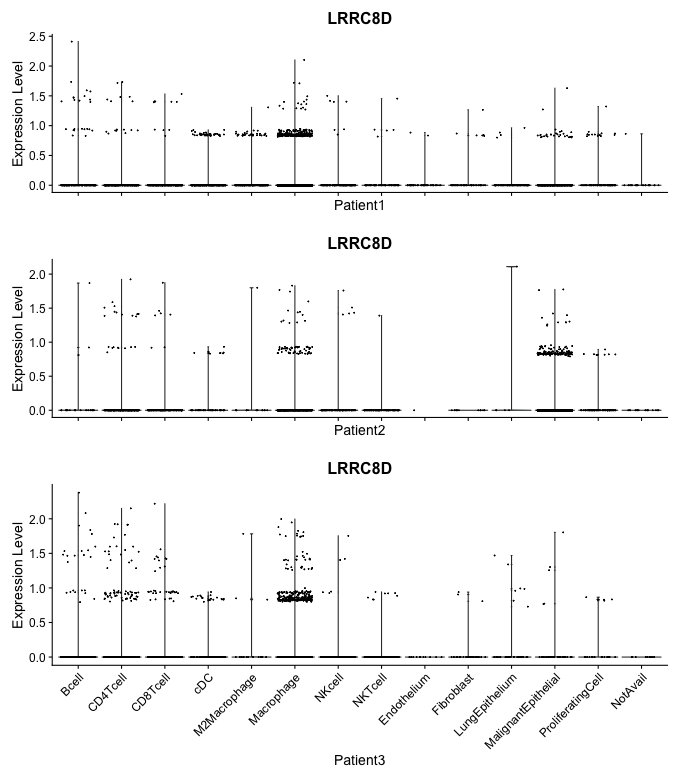 LRRC8D
Expression Level
2.5
2.0
1.5
1.0
0.5
0.0
Patient1
LRRC8D
Expression Level
2.0
1.5
1.0
0.5
0.0
Patient2
LRRC8D
Expression Level
2.0
1.5
1.0
0.5
0.0
Bcell
CD4Tcell
CD8Tcell
cDC
M2Macrophage
Macrophage
NKcell
NKTcell
Endothelium
Fibroblast
LungEpithelium
MalignantEpithelial
ProliferatingCell
NotAvail
Patient3